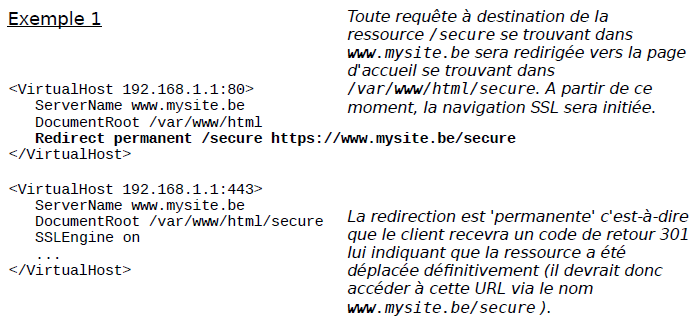 Exemple 1
Toute requête à destination de la
ressource /secure se trouvant dans
www.mysite.be sera redirigée vers la page
d'accueil se trouvant dans
/var/www/html/secure. A partir de ce
moment, la navigation SSL sera initiée.
<VirtualHost 192.168.1.1:80>
ServerName www.mysite.be
DocumentRoot /var/www/html
Redirect permanent /secure https://www.mysite.be/secure
</VirtualHost>
<VirtualHost 192.168.1.1:443>
ServerName www.mysite.be
DocumentRoot /var/www/html/secure
SSLEngine on
...
</VirtualHost>
La redirection est 'permanente' c'est-à-dire
que le client recevra un code de retour 301
lui indiquant que la ressource a été
déplacée définitivement (il devrait donc
accéder à cette URL via le nom
www.mysite.be/secure ).